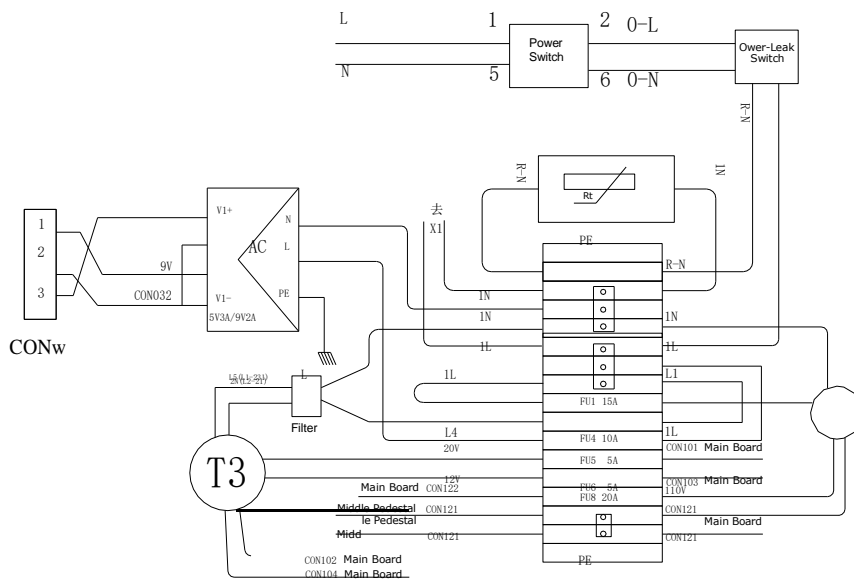 L 1 2 O-L
Power
Switch
Ower-Leak
Switch
N 5 6 O-N
R-N
R-N
1N
Rt
去
X1
PE
1
2
3
CONw
V1+
N
AC
L
9V
CON032
V1-
PE
5V3A/9V2A
R-N
1N
1N
1N
1L
1L
1L
L1
FU1 15A
L
Filter
L4
FU4 10A
1L
20V
FU5 5A
CON101 Main Board
T3
12V
FU6 5A
CON103 Main Board
Main Board CON122
FU8 20A
110V
Middle Pedestal CON121
CON121
le Pedestal
Main Board
Midd
CON121
CON121
CON102 Main Board
PE
CON104 Main Board